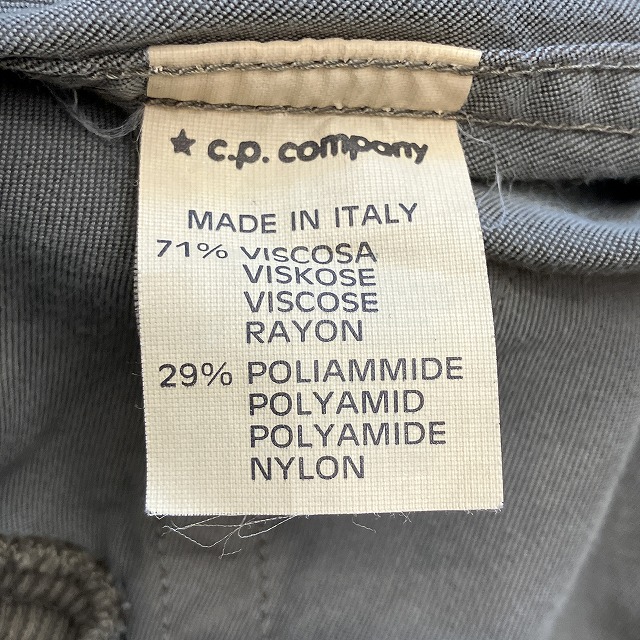 ★ c.p. company
MADE IN ITALY
71% VISCOSA
VISKOSE
VISCOSE
RAYON
29% POLIAMMIDE
POLYAMID
POLYAMIDE
NYLON